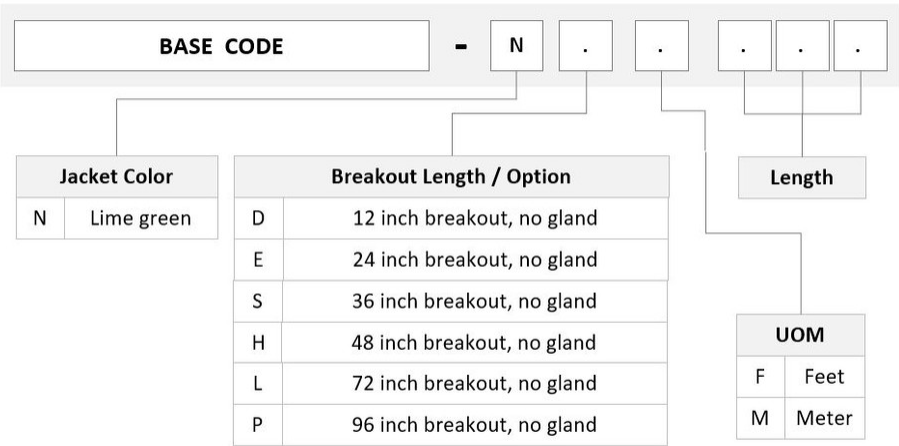 BASE CODE - N . . . . .
Jacket Color
N Lime green
Breakout Length / Option
D 12 inch breakout, no gland
E 24 inch breakout, no gland
S 36 inch breakout, no gland
H 48 inch breakout, no gland
L 72 inch breakout, no gland
P 96 inch breakout, no gland
Length
UOM
F Feet
M Meter